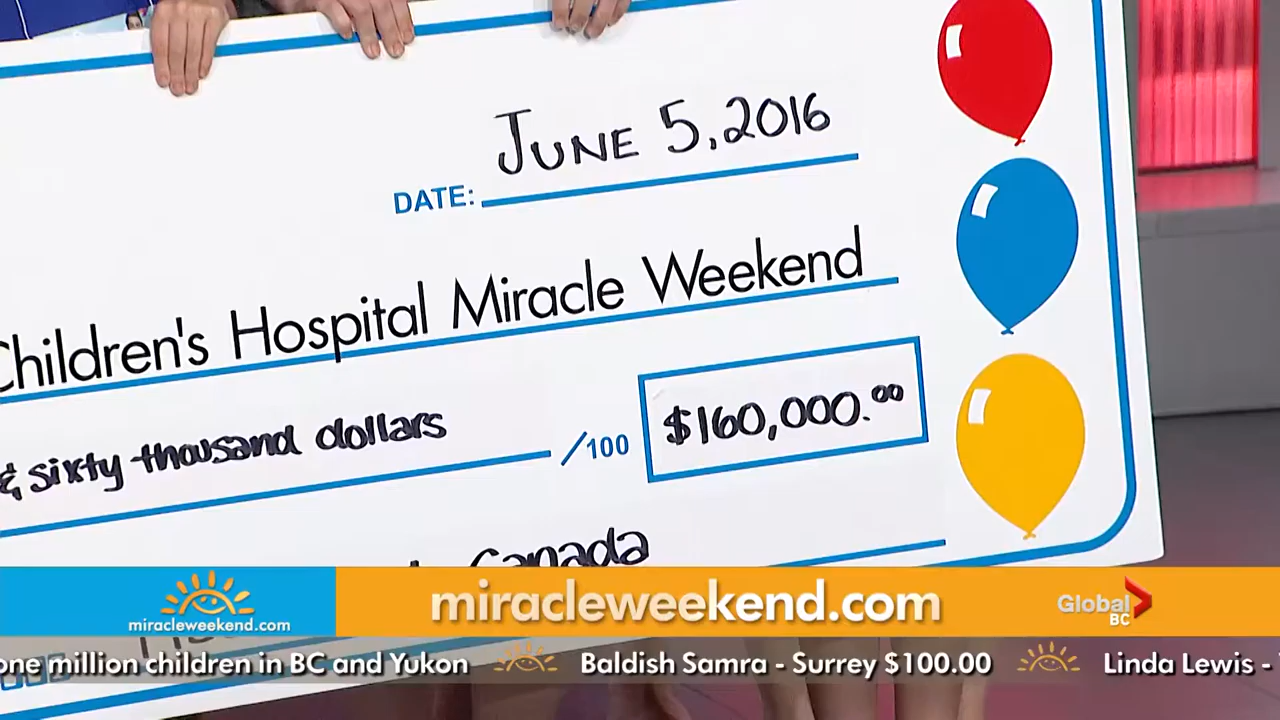 JUNE 5, 2016
DATE:
Children's Hospital Miracle Weekend
& sixty thousand dollars /100 $160,000.00
Canada
miracleweekend.com
miracleweekend.com
Global BC
one million children in BC and Yukon Baldish Samra - Surrey $100.00 Linda Lewis -